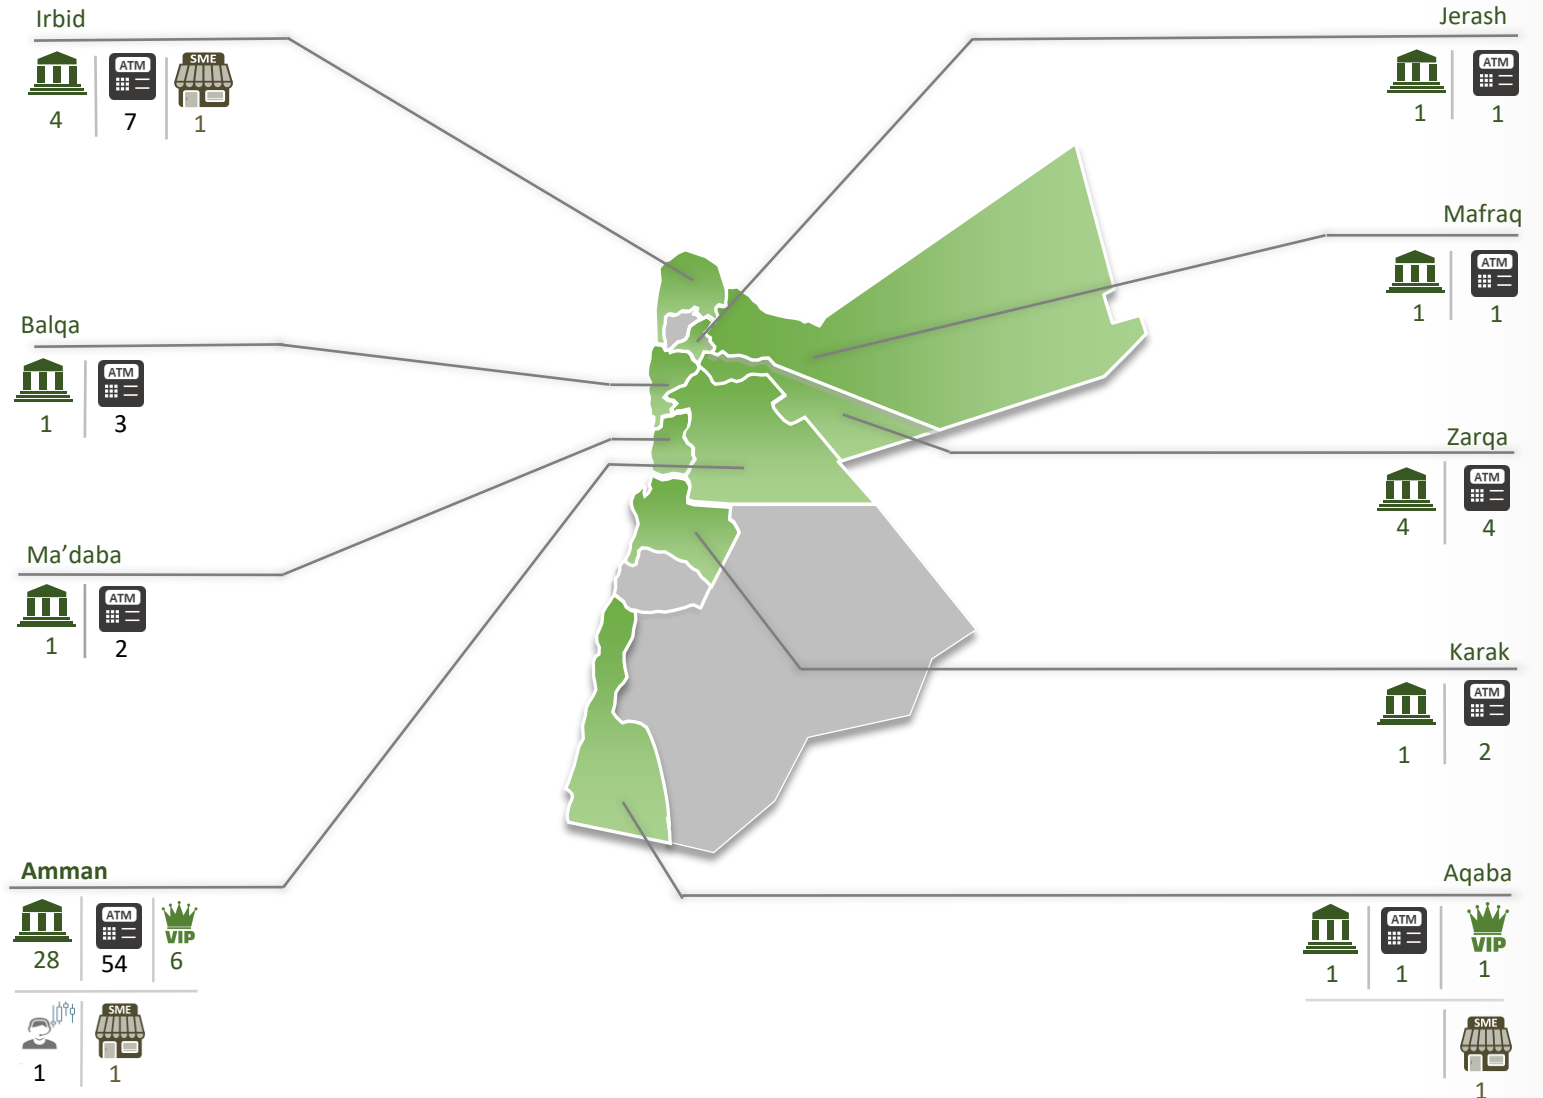 Irbid
ATM
SME
4
7
1
Balqa
ATM
1
3
Ma’daba
ATM
1
2
Amman
ATM
VIP
28
54
6
SME
1
1
Jerash
ATM
1
1
Mafraq
ATM
1
1
Zarqa
ATM
4
4
Karak
ATM
1
2
Aqaba
ATM
VIP
1
1
1
SME
1